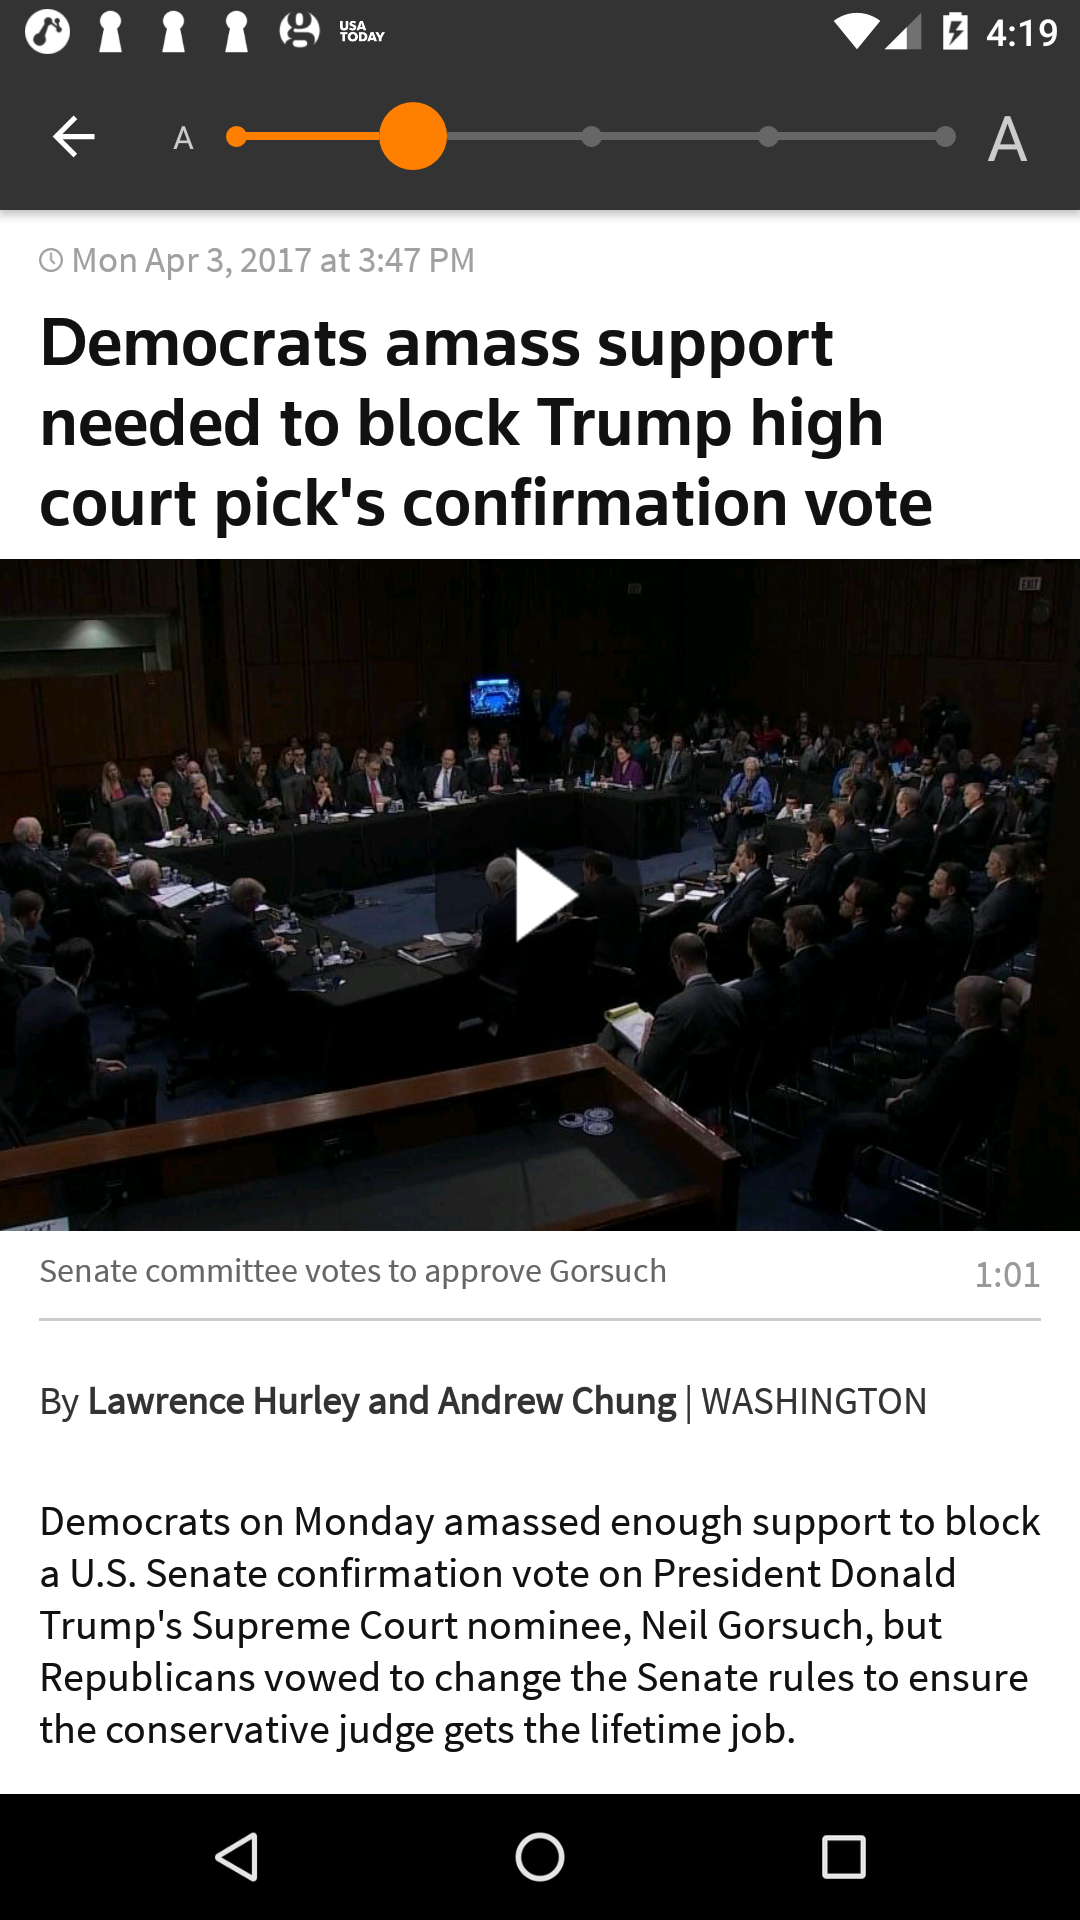 USA
TODAY
4:19
A
A
Mon Apr 3, 2017 at 3:47 PM
Democrats amass support
needed to block Trump high
court pick's confirmation vote
EXIT
Senate committee votes to approve Gorsuch
1:01
By Lawrence Hurley and Andrew Chung | WASHINGTON
Democrats on Monday amassed enough support to block
a U.S. Senate confirmation vote on President Donald
Trump's Supreme Court nominee, Neil Gorsuch, but
Republicans vowed to change the Senate rules to ensure
the conservative judge gets the lifetime job.